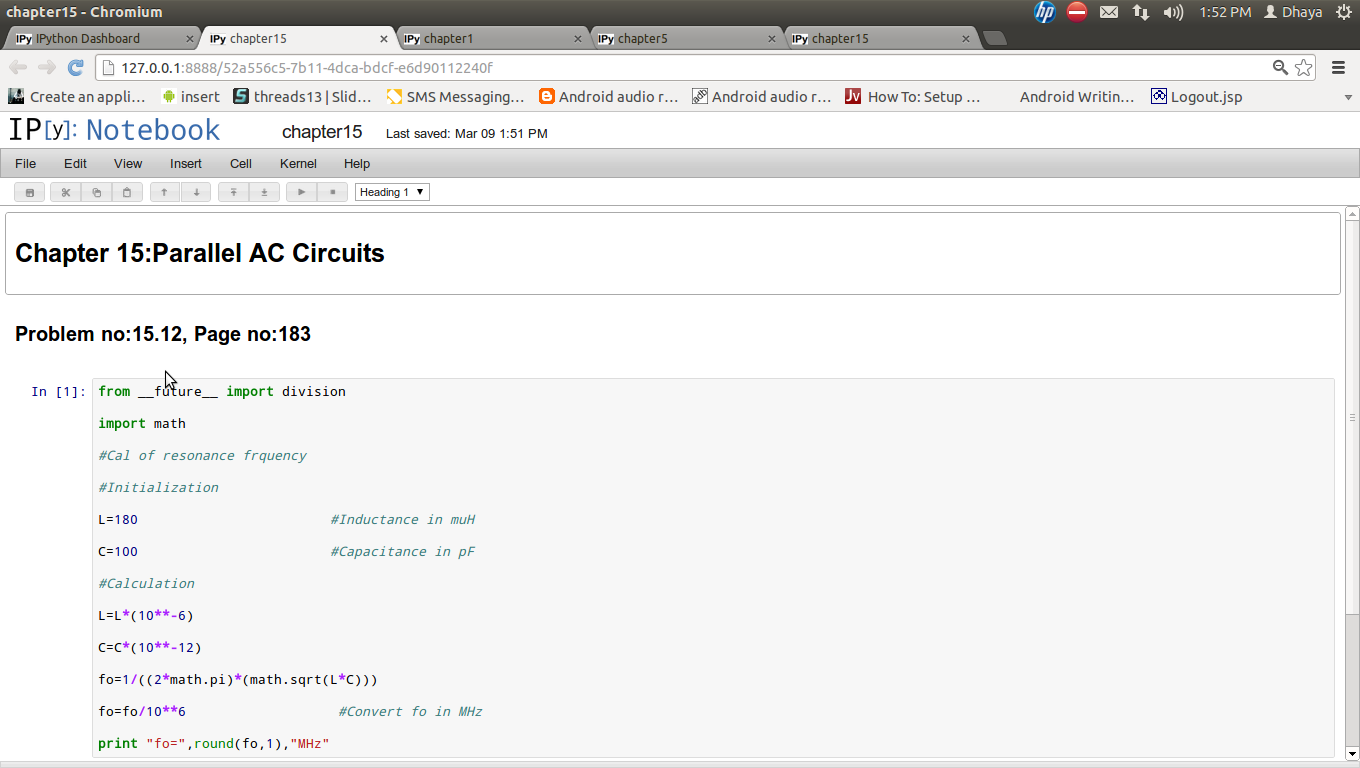 chapter15 - Chromium
hp 1:52 PM Dhaya
IPy IPython Dashboard × IPy chapter15 × IPy chapter1 × IPy chapter5 × IPy chapter15 ×
127.0.0.1:8888/52a556c5-7b11-4dca-bdcf-e6d90112240f
Create an appli... insert threads13 | Slid... SMS Messaging... Android audio r... Android audio r... How To: Setup ... Android Writin... Logout.jsp
IP[y]: Notebook chapter15 Last saved: Mar 09 1:51 PM
File Edit View Insert Cell Kernel Help
Heading 1
Chapter 15:Parallel AC Circuits
Problem no:15.12, Page no:183
In [1]: from __future__ import division
import math
#Cal of resonance frquency
#Initialization
L=180 #Inductance in muH
C=100 #Capacitance in pF
#Calculation
L=L*(10**-6)
C=C*(10**-12)
fo=1/((2*math.pi)*(math.sqrt(L*C)))
fo=fo/10**6 #Convert fo in MHz
print "fo=",round(fo,1),"MHz"